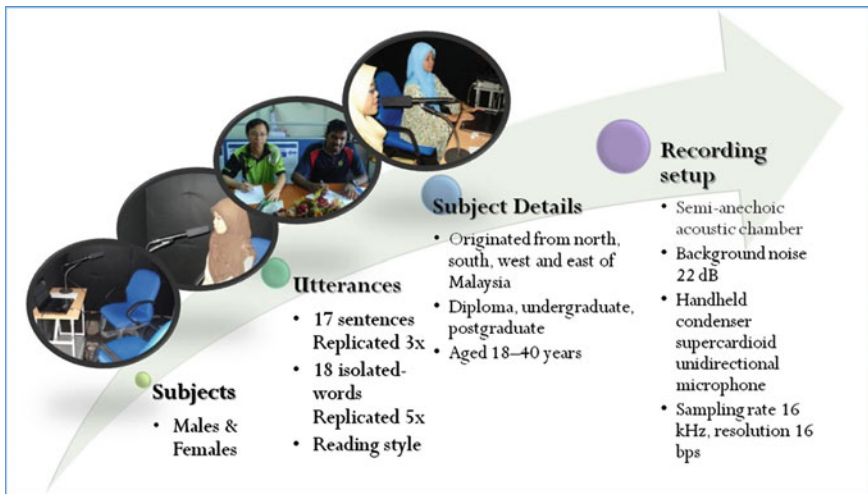 Subjects
• Males &
Females
Utterances
• 17 sentences
Replicated 3x
• 18 isolated-
words
Replicated 5x
• Reading style
Subject Details
• Originated from north,
south, west and east of
Malaysia
• Diploma, undergraduate,
postgraduate
• Aged 18–40 years
Recording
setup
• Semi-anechoic
acoustic chamber
• Background noise
22 dB
• Handheld
condenser
supercardioid
unidirectional
microphone
• Sampling rate 16
kHz, resolution 16
bps